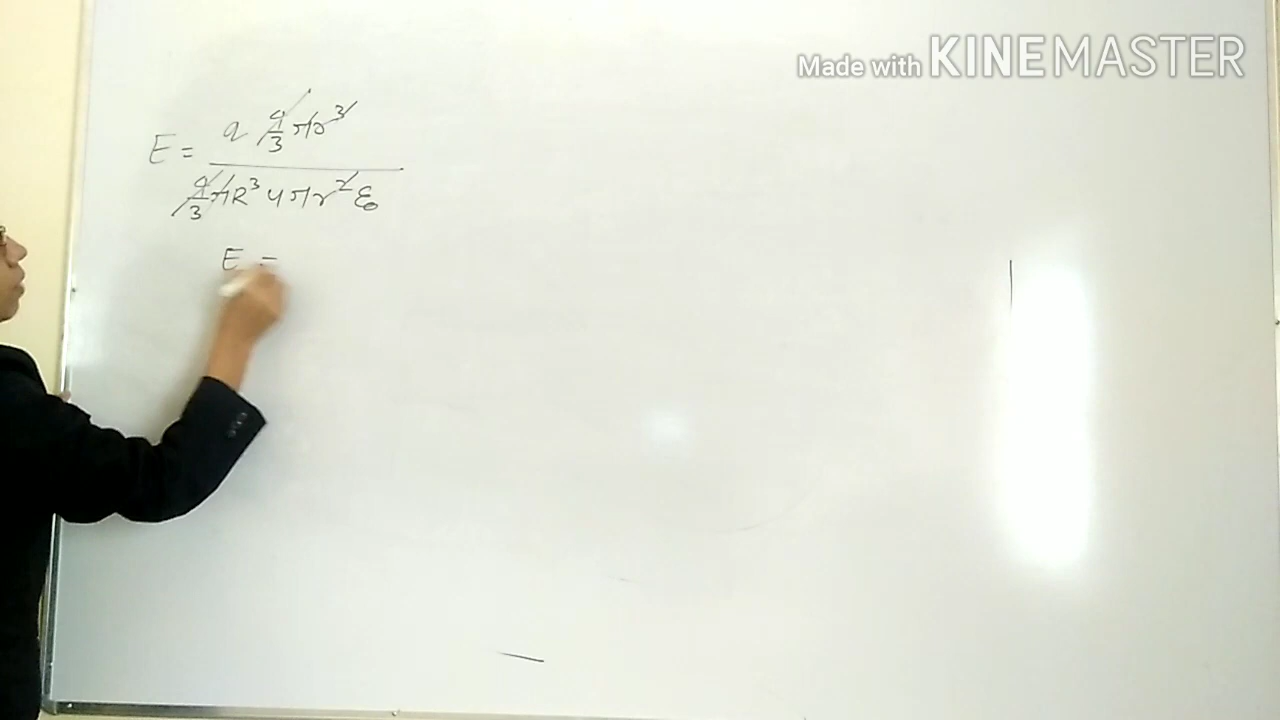 Made with KINEMASTER
E = q 4/3 πr³
4/3 πR³ 4πr² ε₀
E =